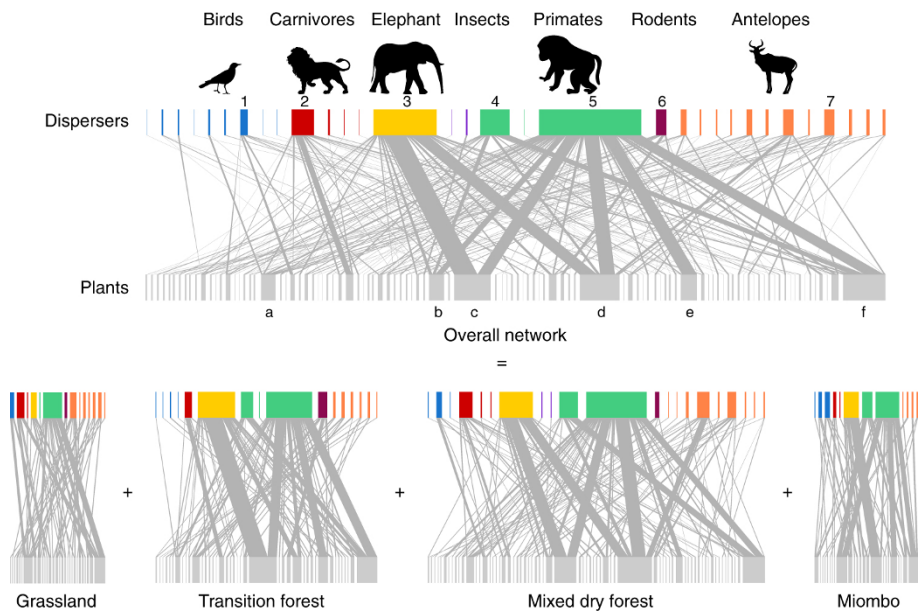 Birds Carnivores Elephant Insects Primates Rodents Antelopes
1 2 3 4 5 6 7
Dispersers
Plants
a b c d e f
Overall network
=
+ + +
Grassland Transition forest Mixed dry forest Miombo